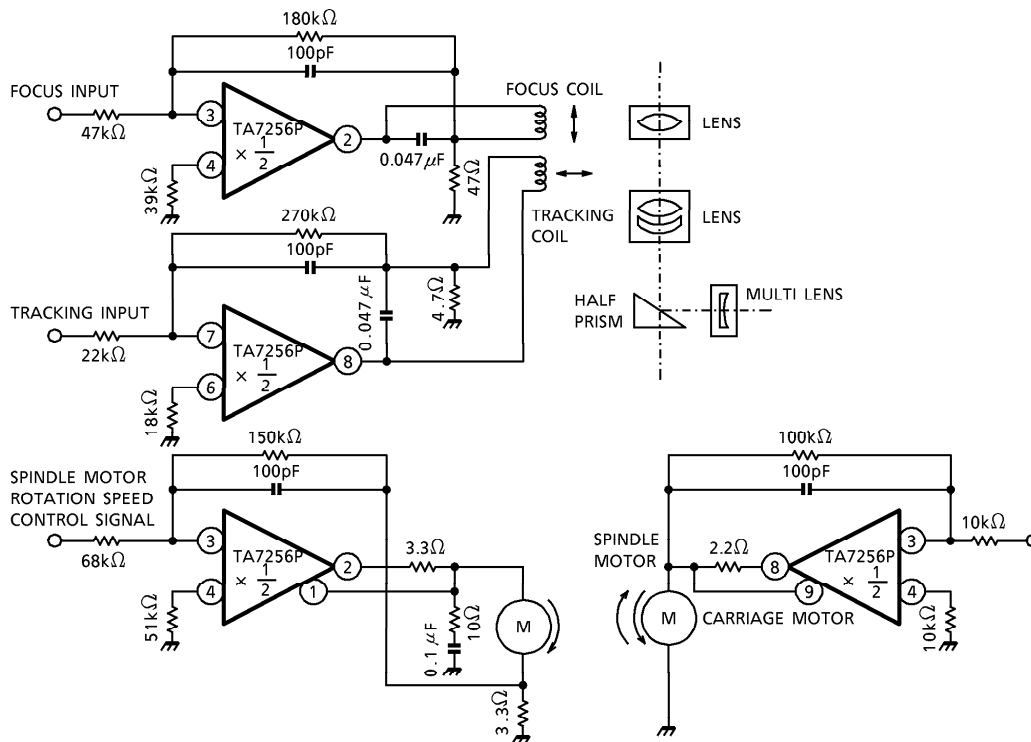 180kΩ
100pF
FOCUS INPUT
47kΩ
3
4
TA7256P
× 1/2
2
39kΩ
0.047μF
47Ω
FOCUS COIL
LENS
TRACKING
COIL
LENS
HALF
PRISM
MULTI LENS
270kΩ
100pF
TRACKING INPUT
22kΩ
7
6
TA7256P
× 1/2
8
18kΩ
0.047μF
4.7Ω
150kΩ
100pF
SPINDLE MOTOR
ROTATION SPEED
CONTROL SIGNAL
68kΩ
3
4
TA7256P
× 1/2
2
1
51kΩ
3.3Ω
10Ω
0.1μF
M
3.3Ω
100kΩ
100pF
SPINDLE
MOTOR
2.2Ω
8
9
TA7256P
× 1/2
3
4
10kΩ
10kΩ
M
CARRIAGE MOTOR